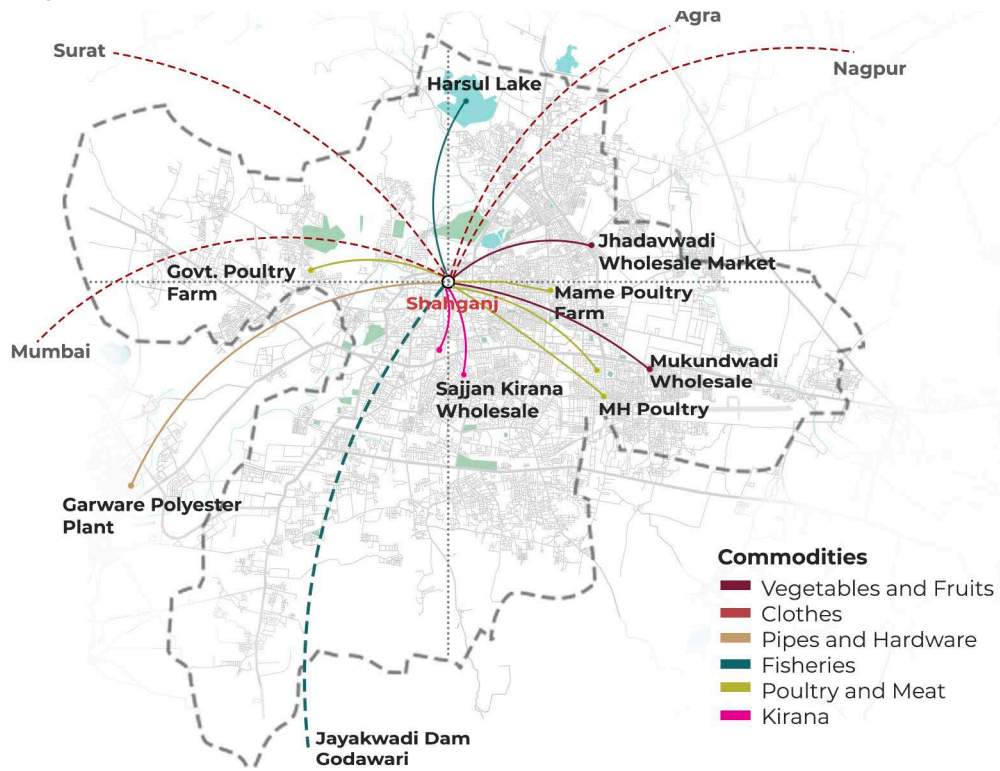 Agra
Surat
Nagpur
Harsul Lake
Jhadavwadi
Wholesale Market
Govt. Poultry
Farm
Mame Poultry
Farm
Shahganj
Mumbai
Mukundwadi
Wholesale
Sajjan Kirana
Wholesale
MH Poultry
Garware Polyester
Plant
Commodities
Vegetables and Fruits
Clothes
Pipes and Hardware
Fisheries
Poultry and Meat
Kirana
Jayakwadi Dam
Godawari